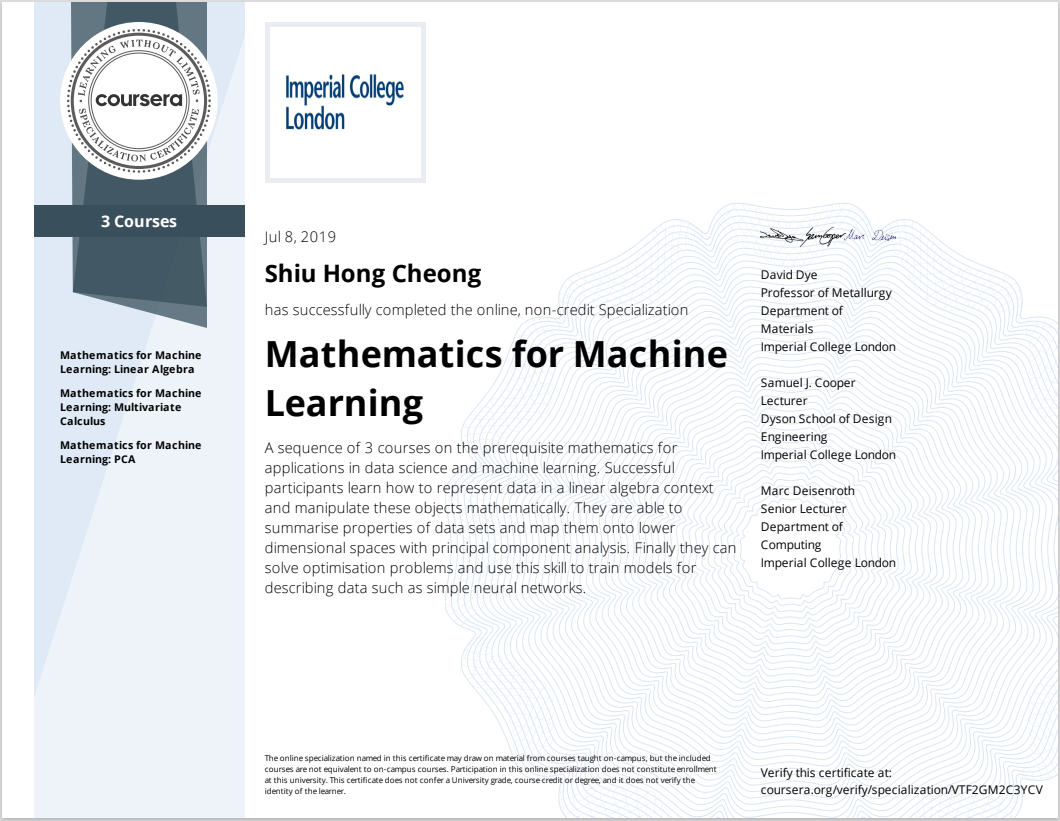 LEARNING WITHOUT LIMITS
coursera
SPECIALIZATION CERTIFICATE
3 Courses
Mathematics for Machine
Learning: Linear Algebra
Mathematics for Machine
Learning: Multivariate
Calculus
Mathematics for Machine
Learning: PCA
Imperial College
London
Jul 8, 2019
Shiu Hong Cheong
has successfully completed the online, non-credit Specialization
Mathematics for Machine
Learning
A sequence of 3 courses on the prerequisite mathematics for
applications in data science and machine learning. Successful
participants learn how to represent data in a linear algebra context
and manipulate these objects mathematically. They are able to
summarise properties of data sets and map them onto lower
dimensional spaces with principal component analysis. Finally they can
solve optimisation problems and use this skill to train models for
describing data such as simple neural networks.
David Dye
Professor of Metallurgy
Department of
Materials
Imperial College London
Samuel J. Cooper
Lecturer
Dyson School of Design
Engineering
Imperial College London
Marc Deisenroth
Senior Lecturer
Department of
Computing
Imperial College London
The online specialization named in this certificate may draw on material from courses taught on-campus, but the included
courses are not equivalent to on-campus courses. Participation in this online specialization does not constitute enrollment
at this university. This certificate does not confer a University grade, course credit or degree, and it does not verify the
identity of the learner.
Verify this certificate at:
coursera.org/verify/specialization/VTF2GM2C3YCV